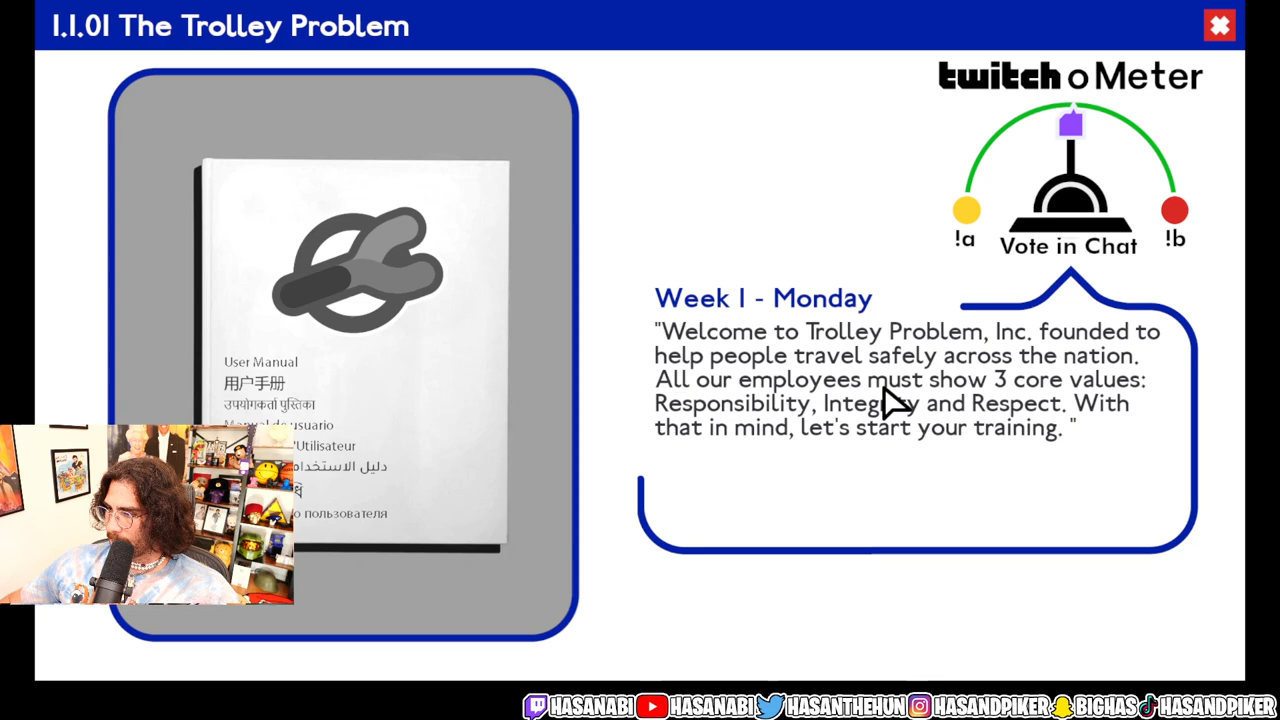 1.1.01 The Trolley Problem
twitch o Meter
!a
Vote in Chat
!b
Week 1 - Monday
"Welcome to Trolley Problem, Inc. founded to
help people travel safely across the nation.
All our employees must show 3 core values:
Responsibility, Integrity and Respect. With
that in mind, let's start your training. "
User Manual
用户手册
उपयोगकर्ता पुस्तिका
de usuario
'Utilisateur
دليل الاستخدام
пользователя
HASANABI
HASANABI
HASANTHEHUN
HASANDPIKER
BIGHAS
HASANDPIKER